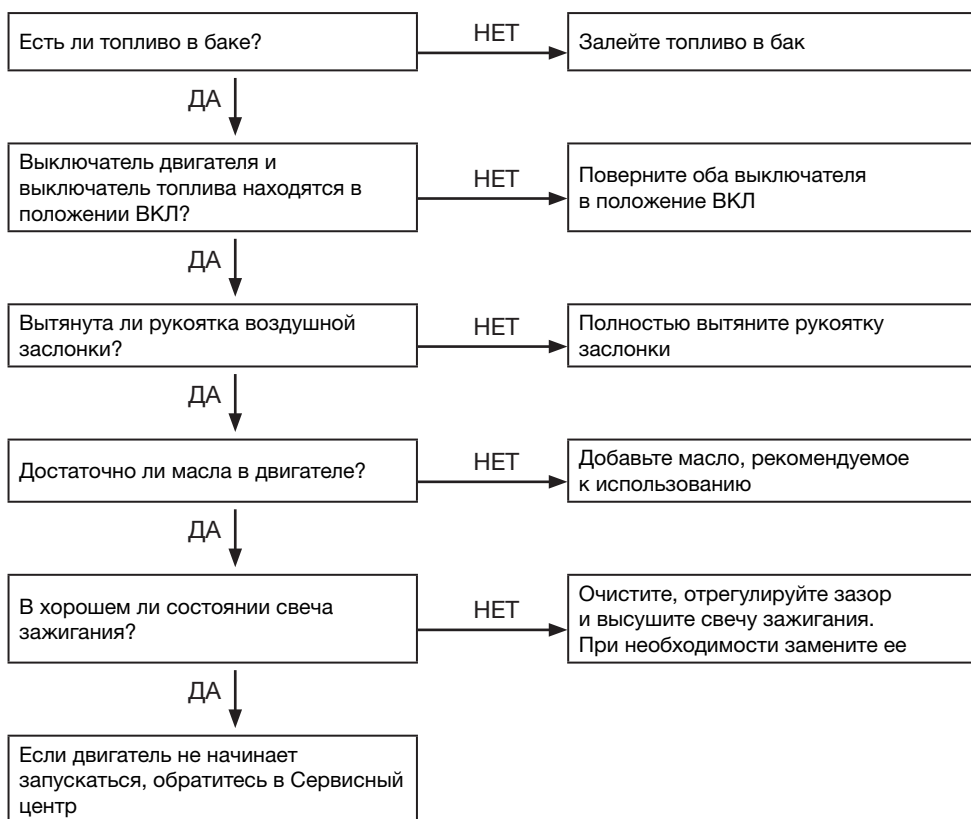 Есть ли топливо в баке?
НЕТ
Залейте топливо в бак
ДА
Выключатель двигателя и
выключатель топлива находятся в
положении ВКЛ?
НЕТ
Поверните оба выключателя
в положение ВКЛ
ДА
Вытянута ли рукоятка воздушной
заслонки?
НЕТ
Полностью вытяните рукоятку
заслонки
ДА
Достаточно ли масла в двигателе?
НЕТ
Добавьте масло, рекомендуемое
к использованию
ДА
В хорошем ли состоянии свеча
зажигания?
НЕТ
Очистите, отрегулируйте зазор
и высушите свечу зажигания.
При необходимости замените ее
ДА
Если двигатель не начинает
запускаться, обратитесь в Сервисный
центр